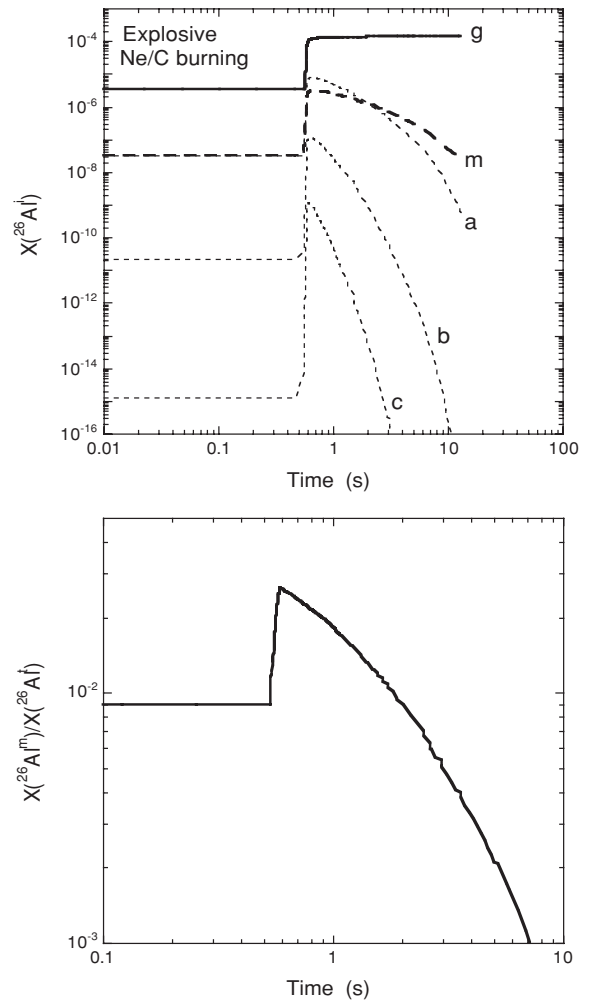 10⁻⁴
10⁻⁶
10⁻⁸
10⁻¹⁰
10⁻¹²
10⁻¹⁴
10⁻¹⁶
X(²⁶Alⁱ)
Explosive
Ne/C burning
g
m
a
b
c
0.01 0.1 1 10 100
Time (s)
10⁻²
10⁻³
X(²⁶Alᵐ)/X(²⁶Alᵗ)
0.1 1 10
Time (s)